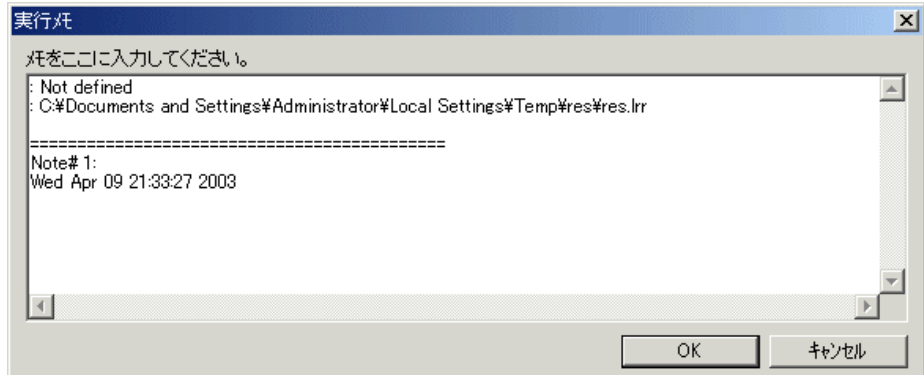 実行メモ
メモをここに入力してください。
: Not defined
: C:¥Documents and Settings¥Administrator¥Local Settings¥Temp¥res¥res.lrr
============================================
Note# 1:
Wed Apr 09 21:33:27 2003
OK
キャンセル